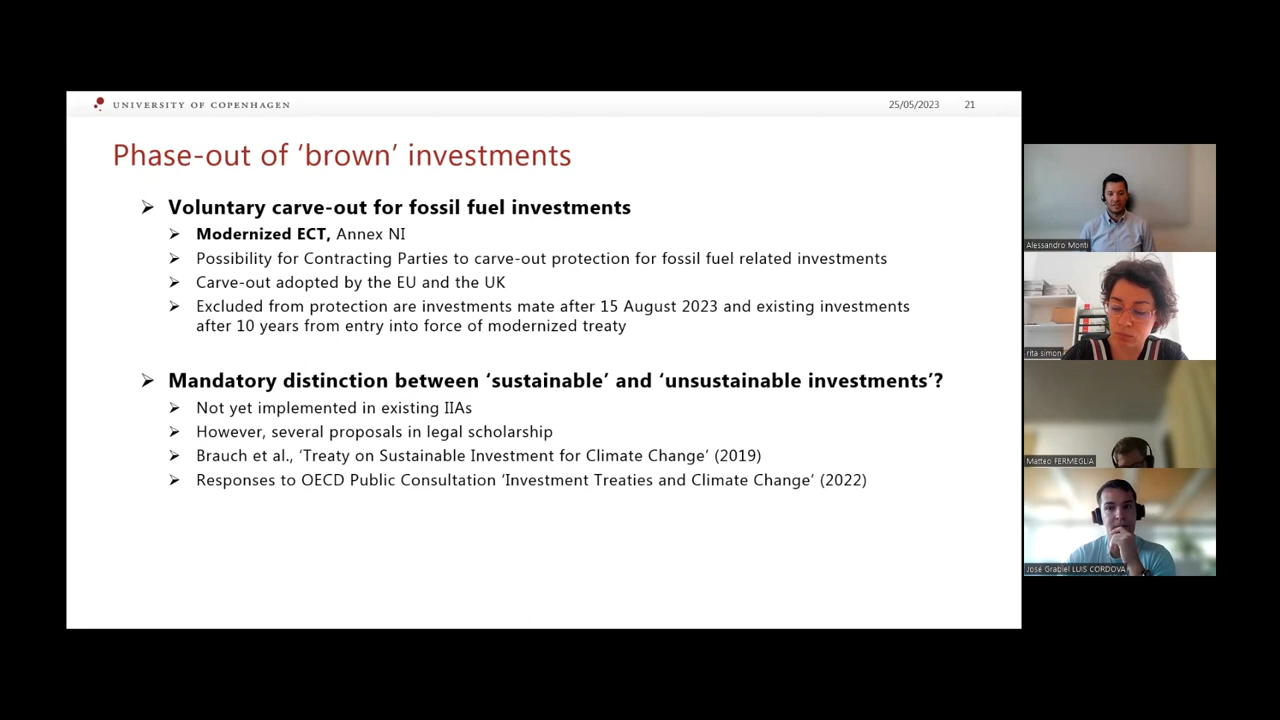 UNIVERSITY OF COPENHAGEN
25/05/2023 21
Phase-out of ‘brown’ investments
Voluntary carve-out for fossil fuel investments
Modernized ECT, Annex NI
Possibility for Contracting Parties to carve-out protection for fossil fuel related investments
Carve-out adopted by the EU and the UK
Excluded from protection are investments mate after 15 August 2023 and existing investments
after 10 years from entry into force of modernized treaty
Mandatory distinction between ‘sustainable’ and ‘unsustainable investments’?
Not yet implemented in existing IIAs
However, several proposals in legal scholarship
Brauch et al., ‘Treaty on Sustainable Investment for Climate Change’ (2019)
Responses to OECD Public Consultation ‘Investment Treaties and Climate Change’ (2022)
Alessandro Monti
rita simon
Matteo FERMEGLIA
José Grabiel LUIS CORDOVA